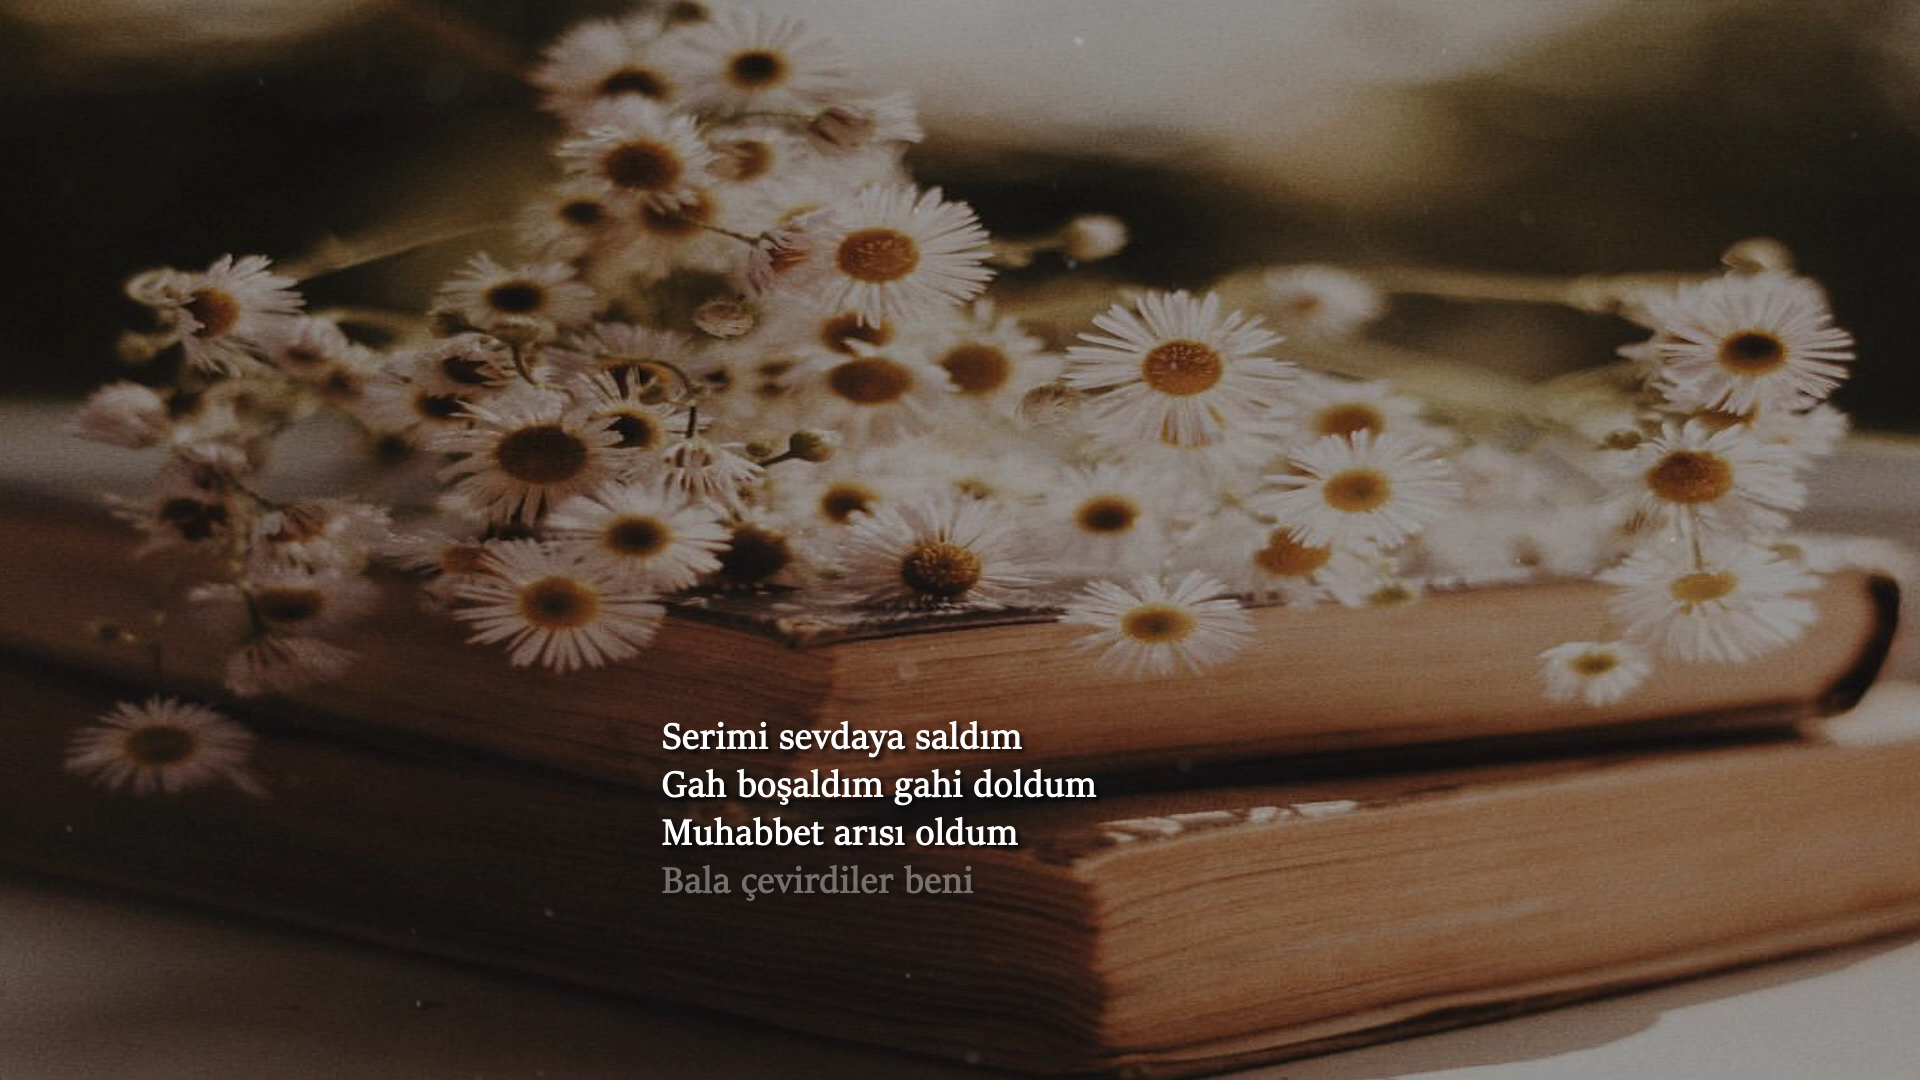 Serimi sevdaya saldım
Gah boşaldım gahi doldum
Muhabbet arısı oldum
Bala çevirdiler beni